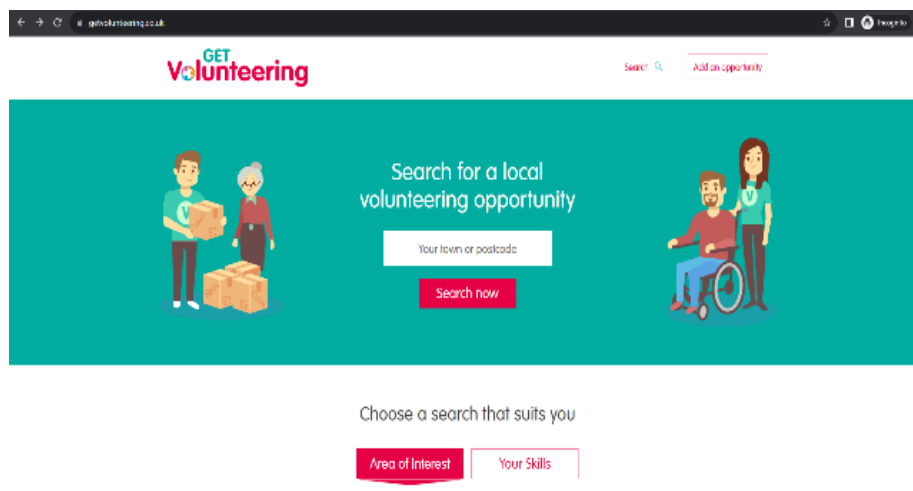 getvolunteering.co.uk
Incognito
GET
Volunteering
Search
Add an opportunity
Search for a local
volunteering opportunity
V
V
Your town or postcode
Search now
Choose a search that suits you
Area of Interest
Your Skills